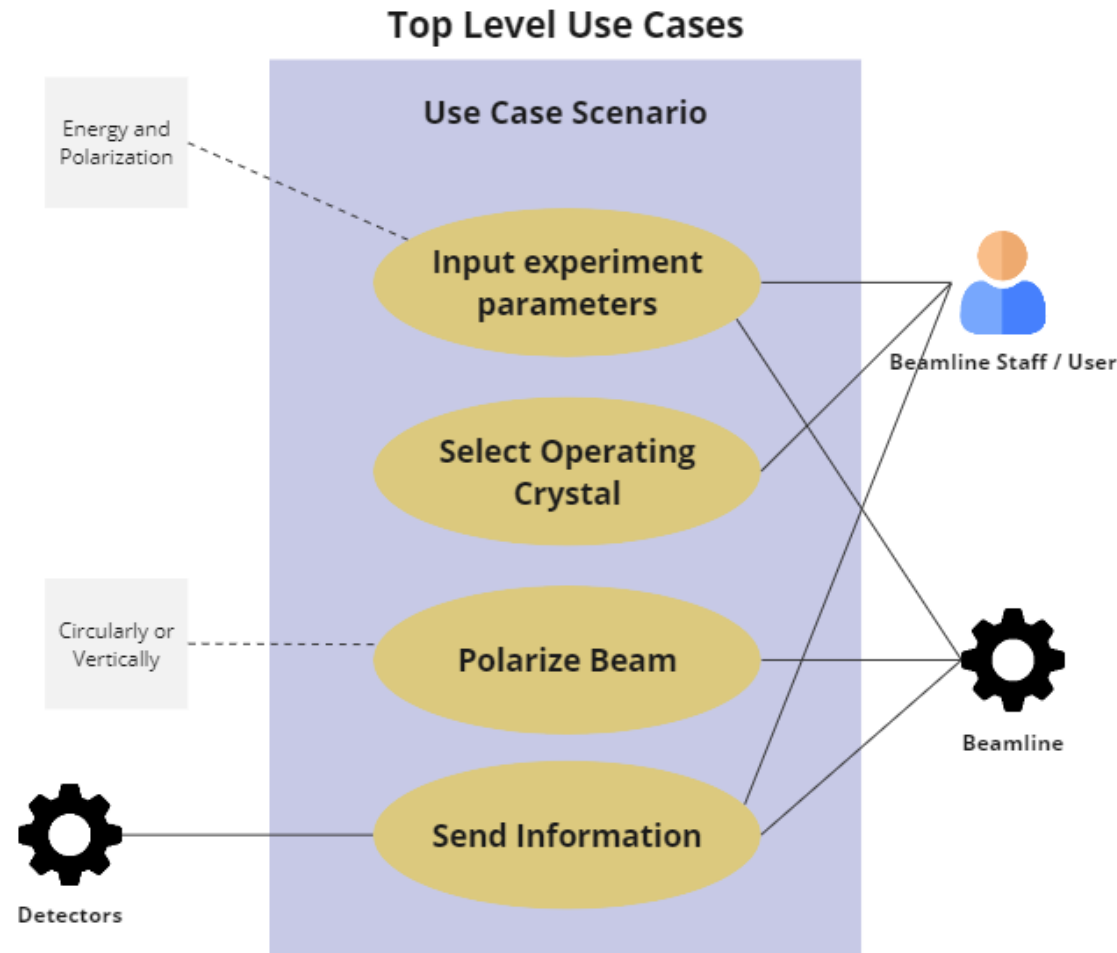 Top Level Use Cases
Use Case Scenario
Energy and
Polarization
Input experiment
parameters
Beamline Staff / User
Select Operating
Crystal
Circularly or
Vertically
Polarize Beam
Beamline
Send Information
Detectors